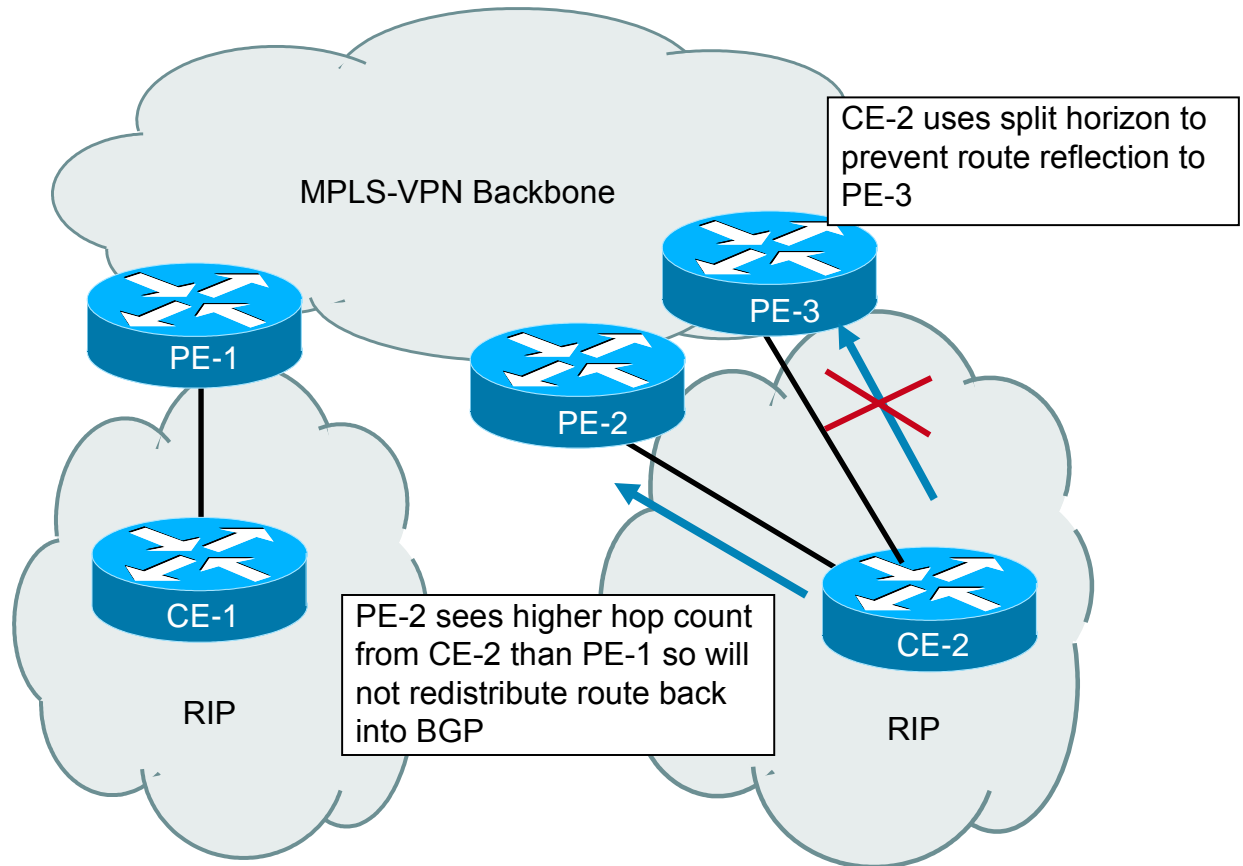 CE-2 uses split horizon to
prevent route reflection to
PE-3
MPLS-VPN Backbone
PE-3
PE-1
PE-2
CE-1
CE-2
PE-2 sees higher hop count
from CE-2 than PE-1 so will
not redistribute route back
into BGP
RIP
RIP